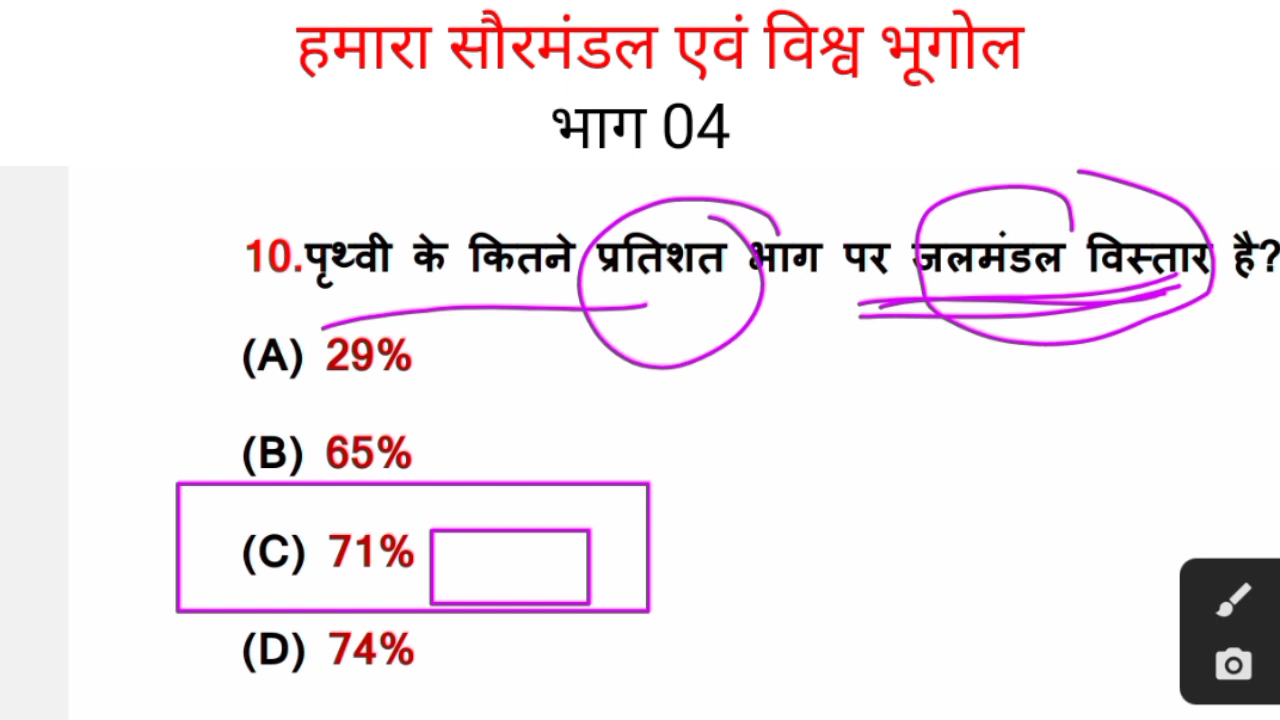 हमारा सौरमंडल एवं विश्व भूगोल
भाग 04
10.पृथ्वी के कितने प्रतिशत भाग पर जलमंडल विस्तार है?
(A) 29%
(B) 65%
(C) 71%
(D) 74%